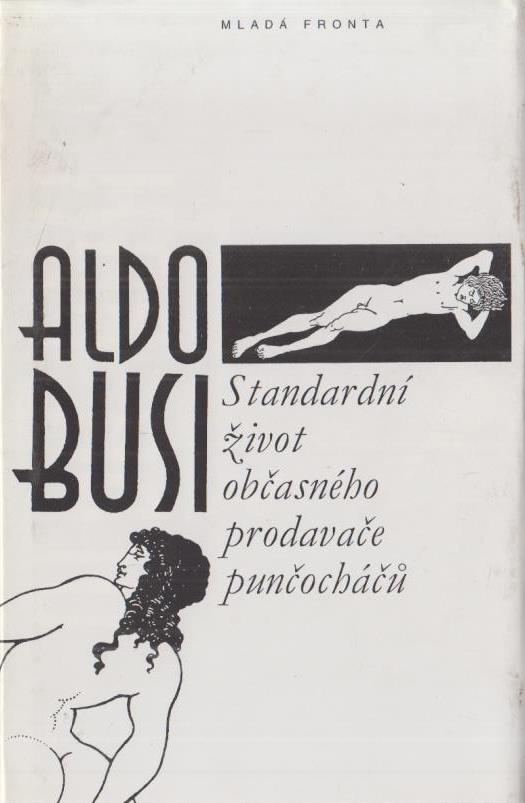 MLADÁ FRONTA
ALDO
BUSI
Standardní
život
občasného
prodavače
punčocháčů